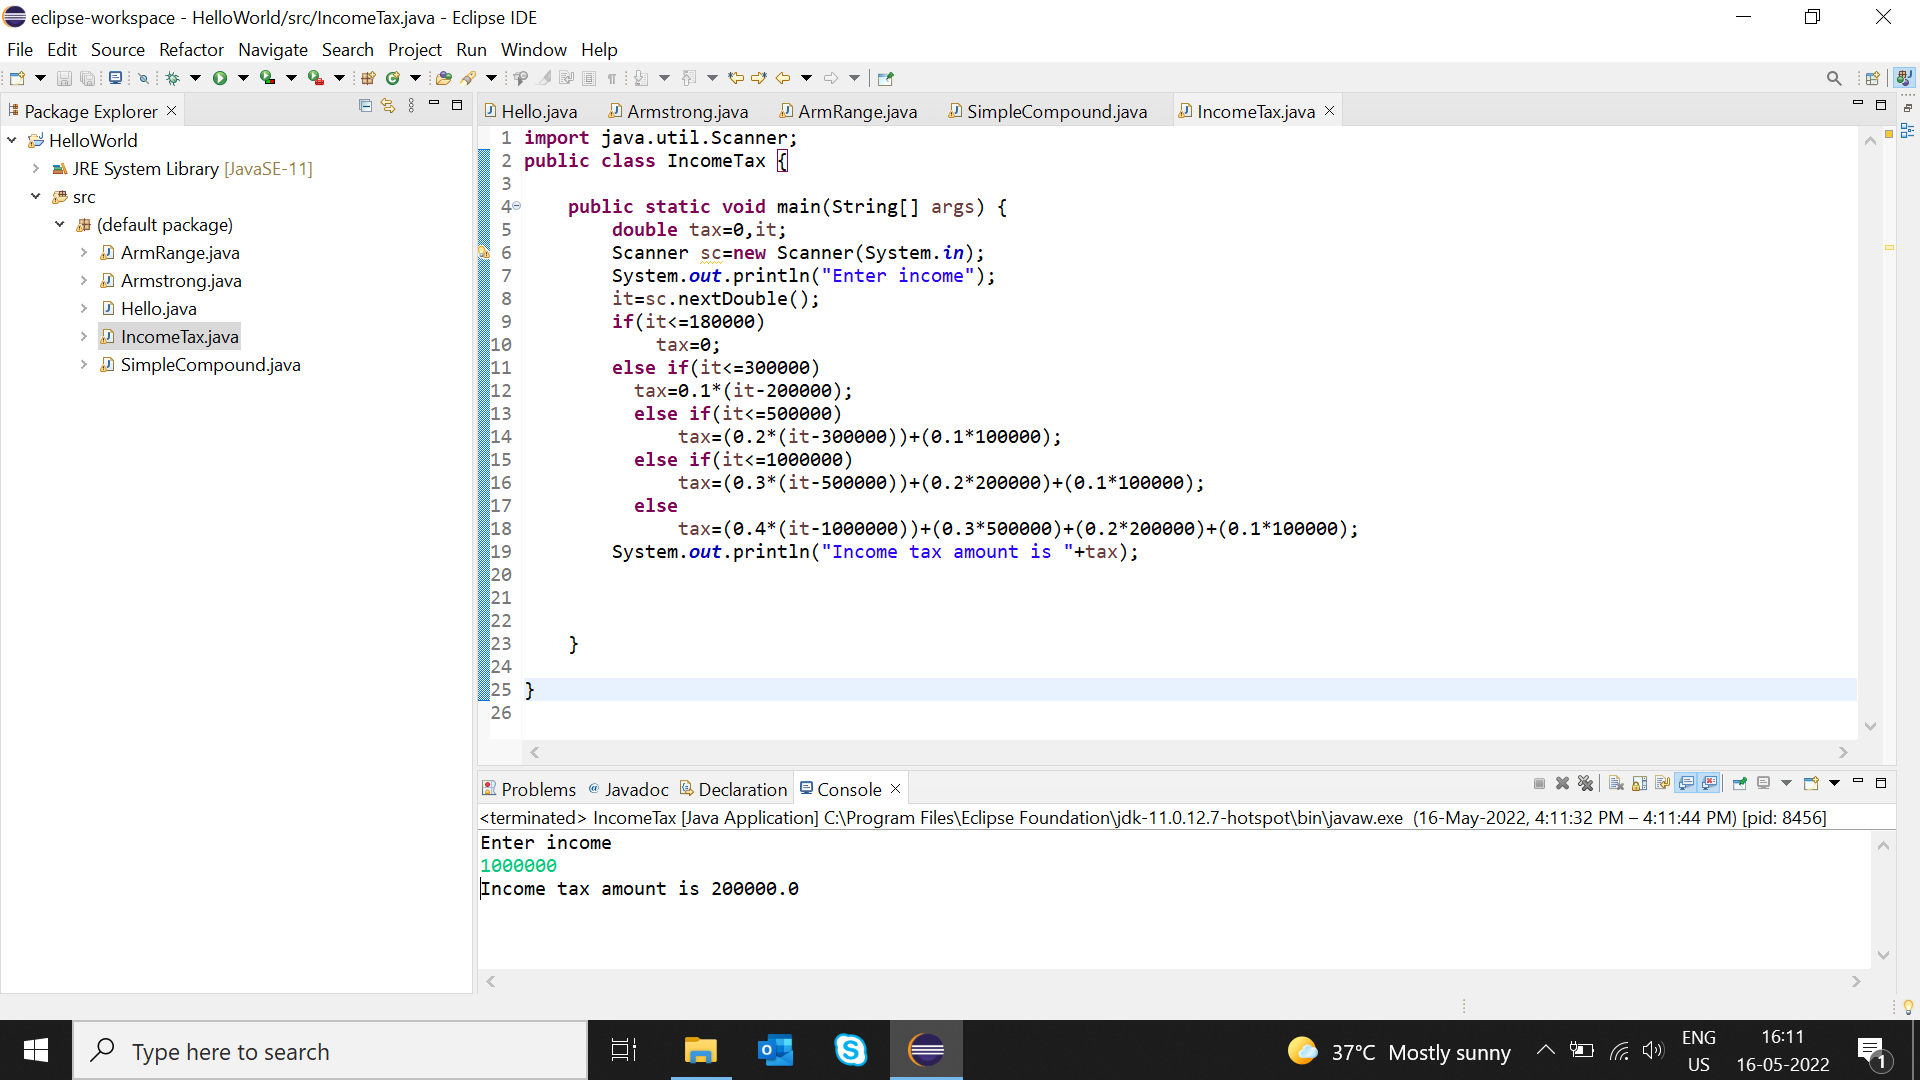 eclipse-workspace - HelloWorld/src/IncomeTax.java - Eclipse IDE
File Edit Source Refactor Navigate Search Project Run Window Help
Package Explorer
HelloWorld
JRE System Library [JavaSE-11]
src
(default package)
ArmRange.java
Armstrong.java
Hello.java
IncomeTax.java
SimpleCompound.java
Hello.java Armstrong.java ArmRange.java SimpleCompound.java IncomeTax.java
1 import java.util.Scanner;
2 public class IncomeTax {
3
4 public static void main(String[] args) {
5 double tax=0,it;
6 Scanner sc=new Scanner(System.in);
7 System.out.println("Enter income");
8 it=sc.nextDouble();
9 if(it<=180000)
10 tax=0;
11 else if(it<=300000)
12 tax=0.1*(it-200000);
13 else if(it<=500000)
14 tax=(0.2*(it-300000))+(0.1*100000);
15 else if(it<=1000000)
16 tax=(0.3*(it-500000))+(0.2*200000)+(0.1*100000);
17 else
18 tax=(0.4*(it-1000000))+(0.3*500000)+(0.2*200000)+(0.1*100000);
19 System.out.println("Income tax amount is "+tax);
20
21
22
23 }
24
25 }
26
Problems @ Javadoc Declaration Console
<terminated> IncomeTax [Java Application] C:\Program Files\Eclipse Foundation\jdk-11.0.12.7-hotspot\bin\javaw.exe (16-May-2022, 4:11:32 PM – 4:11:44 PM) [pid: 8456]
Enter income
1000000
Income tax amount is 200000.0
Type here to search
37°C Mostly sunny
ENG
US
16:11
16-05-2022
1